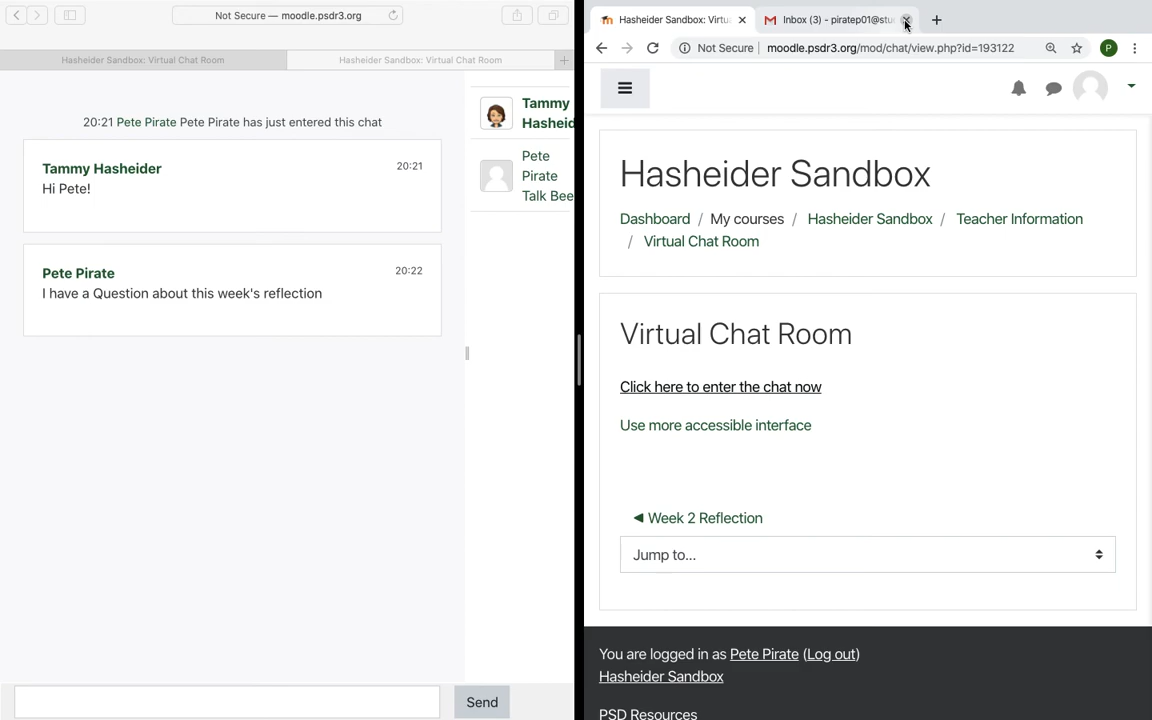 Not Secure — moodle.psdr3.org
Hasheider Sandbox: Virtual Chat Room
Hasheider Sandbox: Virtual Chat Room
20:21 Pete Pirate Pete Pirate has just entered this chat
Tammy Hasheider
20:21
Hi Pete!
Pete Pirate
20:22
I have a Question about this week's reflection
Tammy
Hasheid
Pete
Pirate
Talk Bee
Send
Hasheider Sandbox: Virtu
Inbox (3) - piratep01@stu
Not Secure
moodle.psdr3.org/mod/chat/view.php?id=193122
P
Hasheider Sandbox
Dashboard / My courses / Hasheider Sandbox / Teacher Information
/ Virtual Chat Room
Virtual Chat Room
Click here to enter the chat now
Use more accessible interface
◄ Week 2 Reflection
Jump to...
You are logged in as Pete Pirate (Log out)
Hasheider Sandbox
PSD Resources